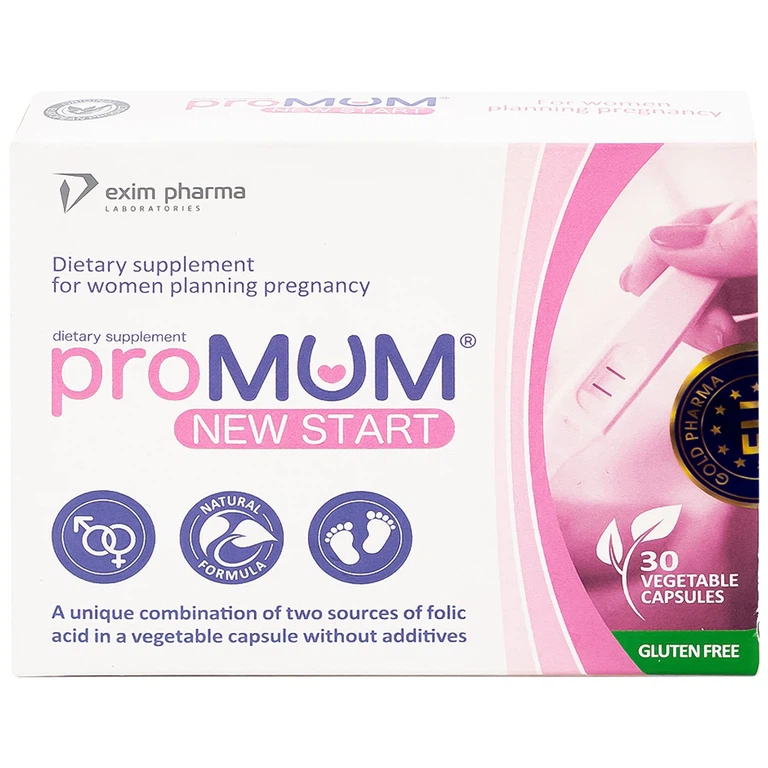 proMUM®
NEW START
For women
planning pregnancy
exim pharma
LABORATORIES
Dietary supplement
for women planning pregnancy
dietary supplement
proMUM®
NEW START
NATURAL
FORMULA
A unique combination of two sources of folic
acid in a vegetable capsule without additives
GOLD PHARMA
30
VEGETABLE
CAPSULES
GLUTEN FREE